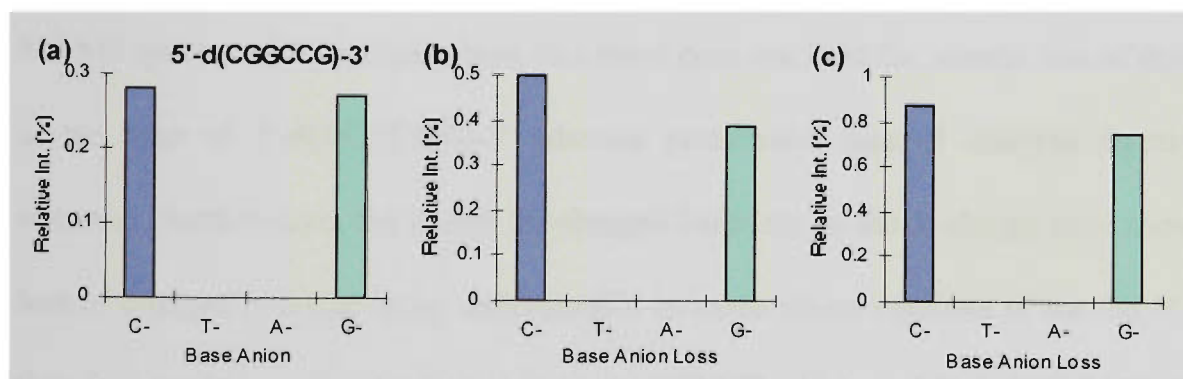 (a) 5'-d(CGGCCG)-3'
0.3
0.2
0.1
0
Relative Int. [%]
C- T- A- G-
Base Anion
(b)
0.5
0.4
0.3
0.2
0.1
0
Relative Int. [%]
C- T- A- G-
Base Anion Loss
(c)
1
0.8
0.6
0.4
0.2
0
Relative Int. [%]
C- T- A- G-
Base Anion Loss